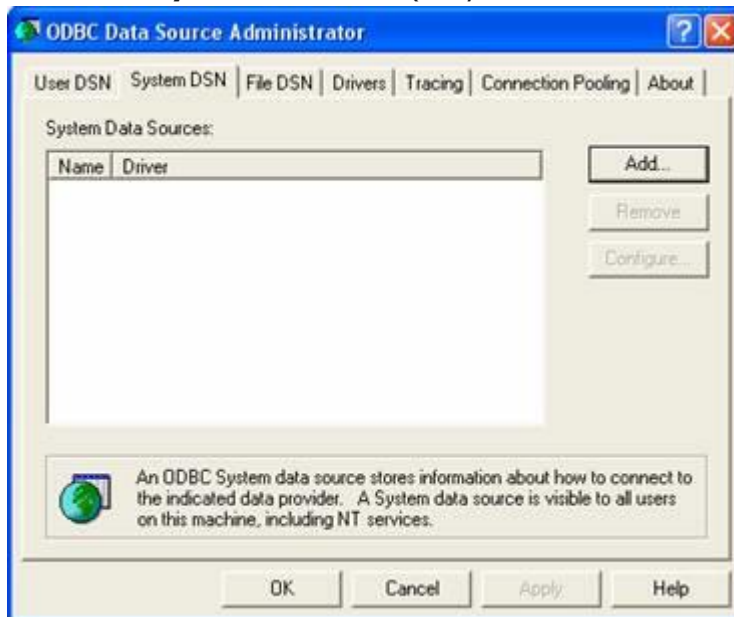 ODBC Data Source Administrator
User DSN System DSN File DSN Drivers Tracing Connection Pooling About
System Data Sources:
Name Driver
Add...
Remove
Configure...
An ODBC System data source stores information about how to connect to
the indicated data provider. A System data source is visible to all users
on this machine, including NT services.
OK Cancel Apply Help